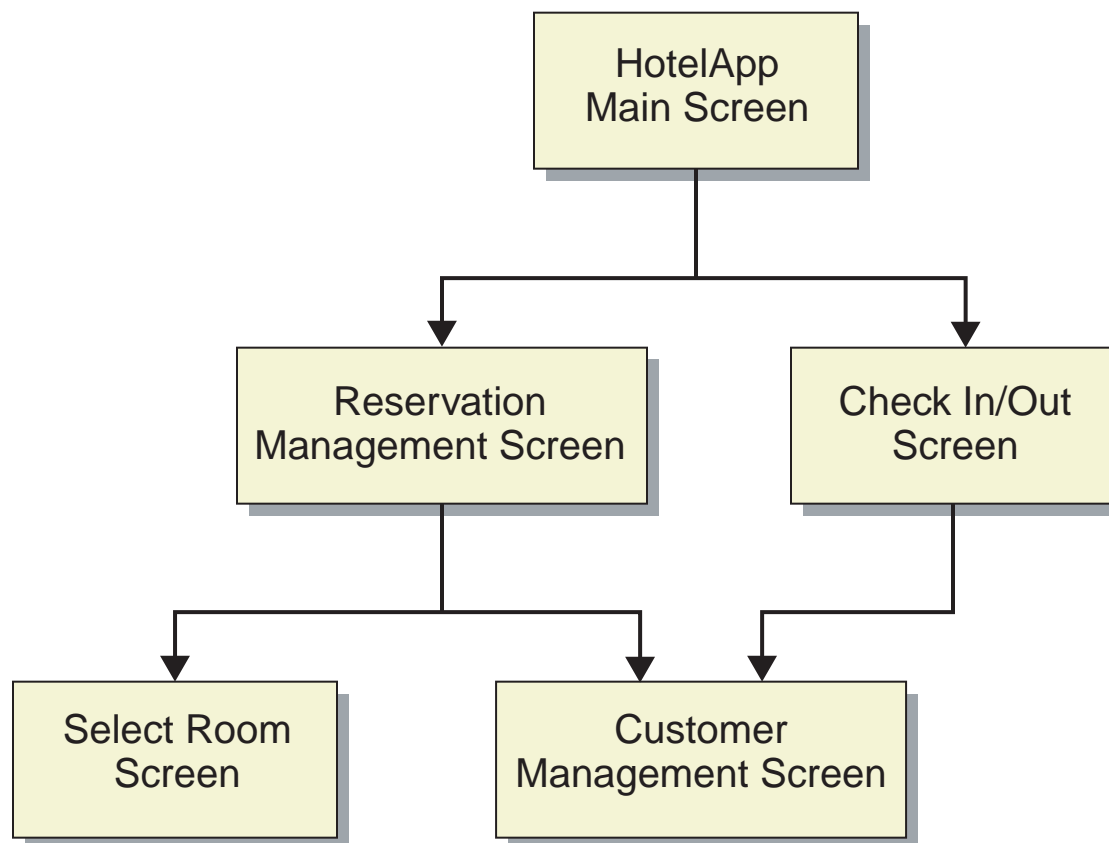 HotelApp
Main Screen
Reservation
Management Screen
Check In/Out
Screen
Select Room
Screen
Customer
Management Screen